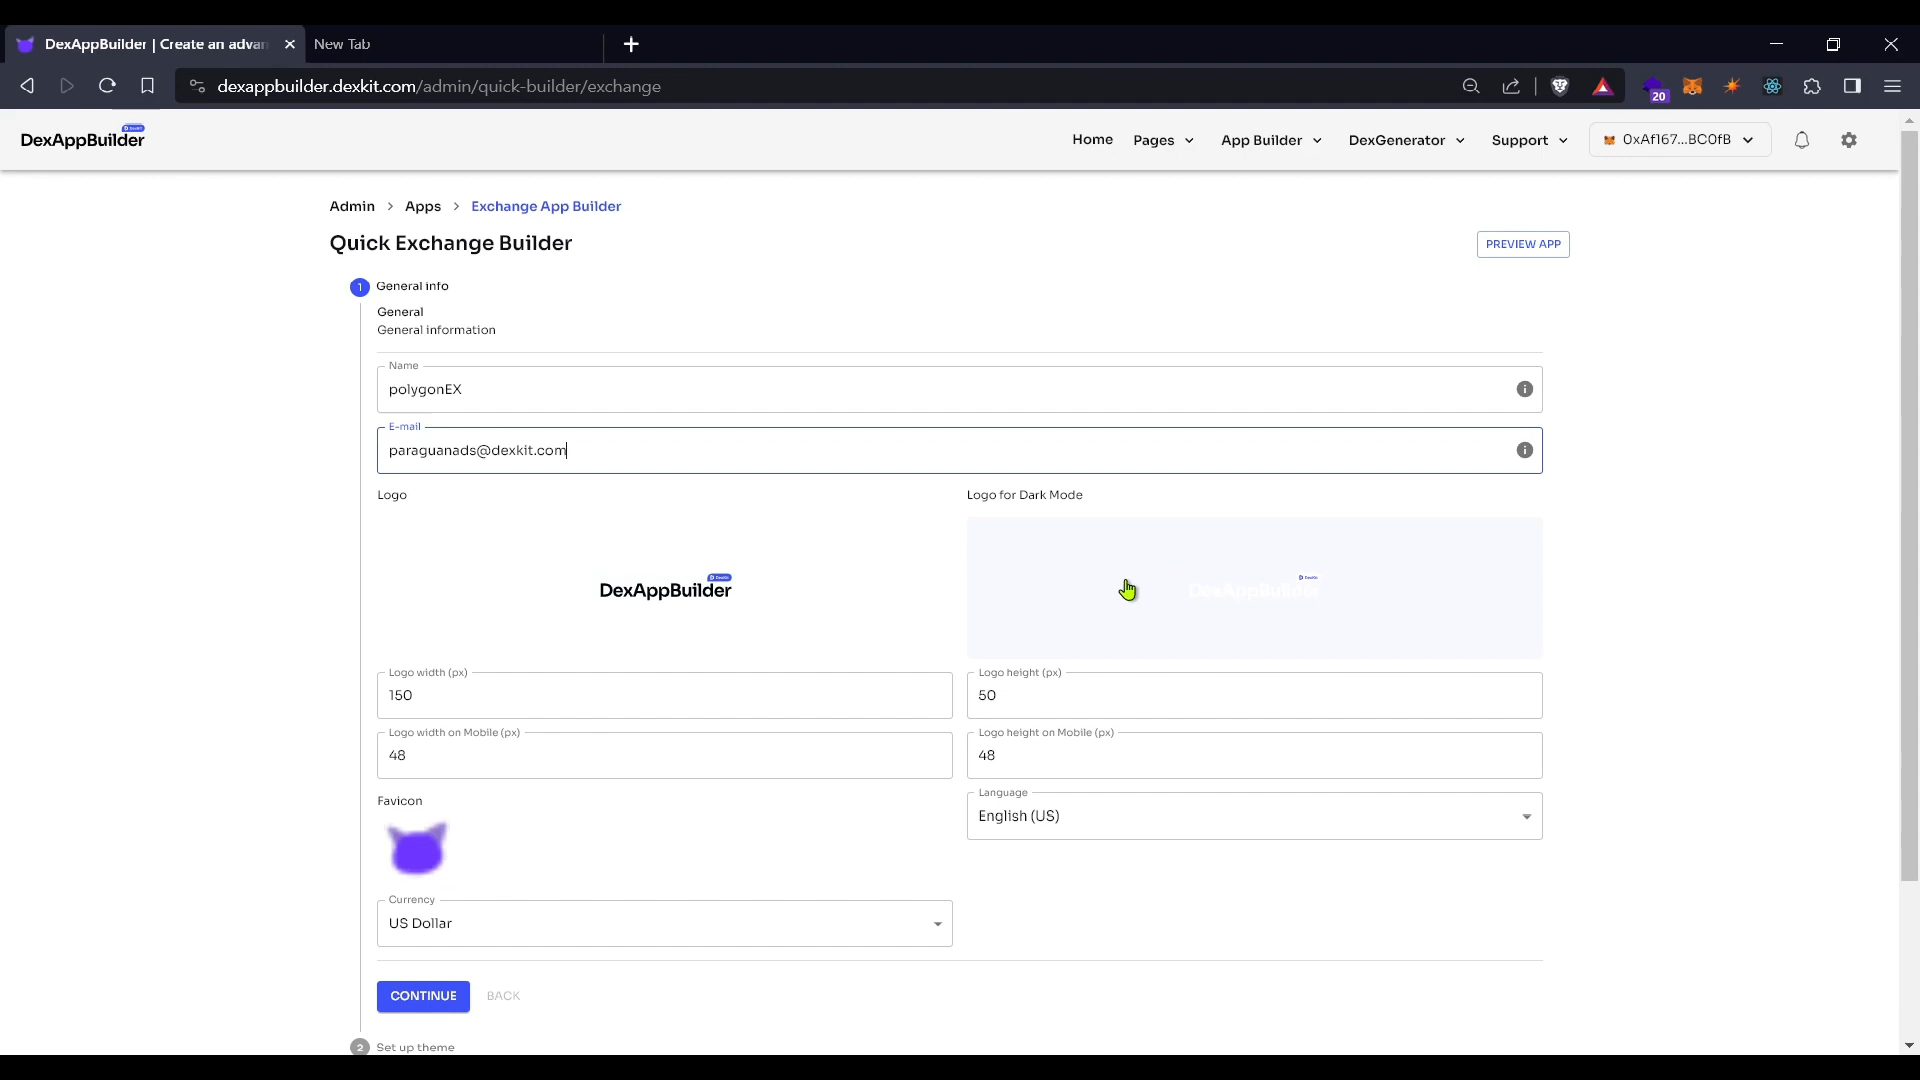 DexAppBuilder | Create an advan
New Tab
dexappbuilder.dexkit.com/admin/quick-builder/exchange
20
DexAppBuilder
DexKit
Home
Pages
App Builder
DexGenerator
Support
0xAf167...BC0fB
Admin > Apps > Exchange App Builder
Quick Exchange Builder
PREVIEW APP
1 General info
General
General information
Name
polygonEX
E-mail
paraguanads@dexkit.com
Logo
Logo for Dark Mode
DexKit
DexAppBuilder
DexKit
DexAppBuilder
Logo width (px)
150
Logo height (px)
50
Logo width on Mobile (px)
48
Logo height on Mobile (px)
48
Favicon
Language
English (US)
Currency
US Dollar
CONTINUE
BACK
2 Set up theme